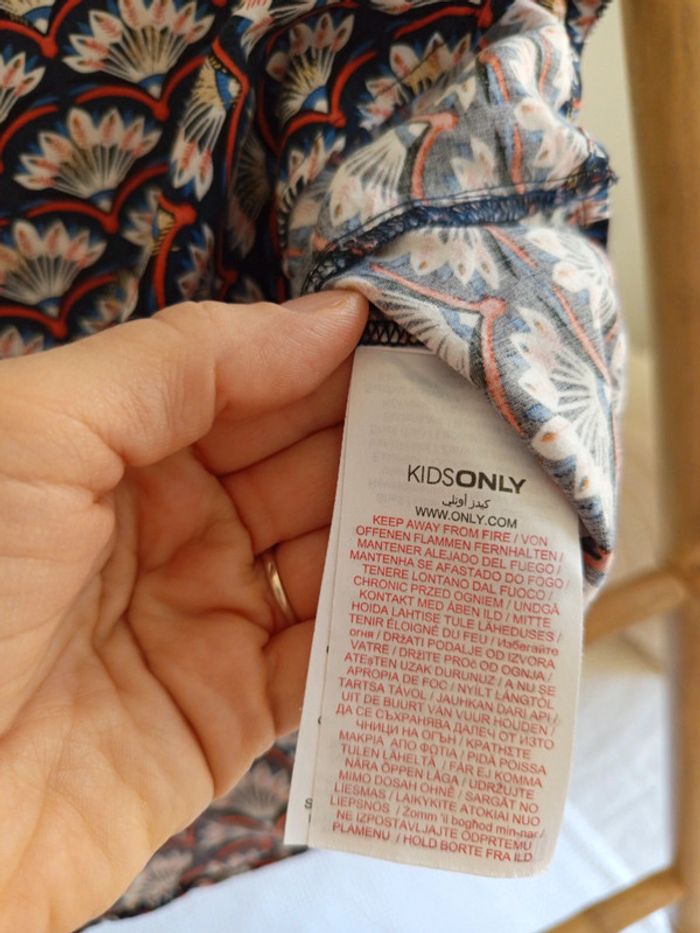 KIDSONLY
كيدز أونلي
WWW.ONLY.COM
KEEP AWAY FROM FIRE / VON
OFFENEN FLAMMEN FERNHALTEN /
MANTENER ALEJADO DEL FUEGO /
MANTENHA SE AFASTADO DO FOGO /
TENERE LONTANO DAL FUOCO /
CHRONIC PRZED OGNIEM / UNDGÅ
KONTAKT MED ÅBEN ILD / MITTE
HOIDA LAHTISE TULE LÄHEDUSES /
TENIR ÉLOIGNÉ DU FEU / Избегайте
огня / DRŽATI PODALJE OD IZVORA
VATRE / DRŽITE PROČ OD OGNJA /
ATEŞTEN UZAK DURUNUZ / A NU SE
APROPIA DE FOC / NYÍLT LÁNGTÓL
TARTSA TÁVOL / JAUHKAN DARI API /
UIT DE BUURT VAN VUUR HOUDEN /
ДА СЕ СЪХРАНЯВА ДАЛЕЧ ОТ ИЗТО
ЧНИЦИ НА ОГЪН / ΚΡΑΤΗΣΤΕ
ΜΑΚΡΙΑ ΑΠΟ ΦΩΤΙΑ / PIDÄ POISSA
TULEN LÄHELTÄ / FÅR EJ KOMMA
NÄRA ÖPPEN LÅGA / UDRŽUJTE
MIMO DOSAH OHNĚ / SARGĀT NO
LIESMAS / LAIKYKITE ATOKIAI NUO
LIEPSNOS / Żomm 'il bogħod min-nar /
NE IZPOSTAVLJAJTE ODPRTEMU
PLAMENU / HOLD BORTE FRA ILD